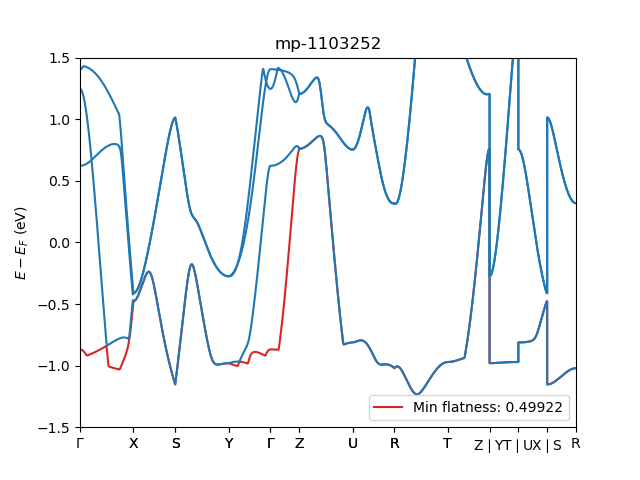 mp-1103252
1.5
1.0
0.5
0.0
−0.5
−1.0
−1.5
E − E_F (eV)
Min flatness: 0.49922
Γ X S Y Γ Z U R T Z | YT | UX | S R